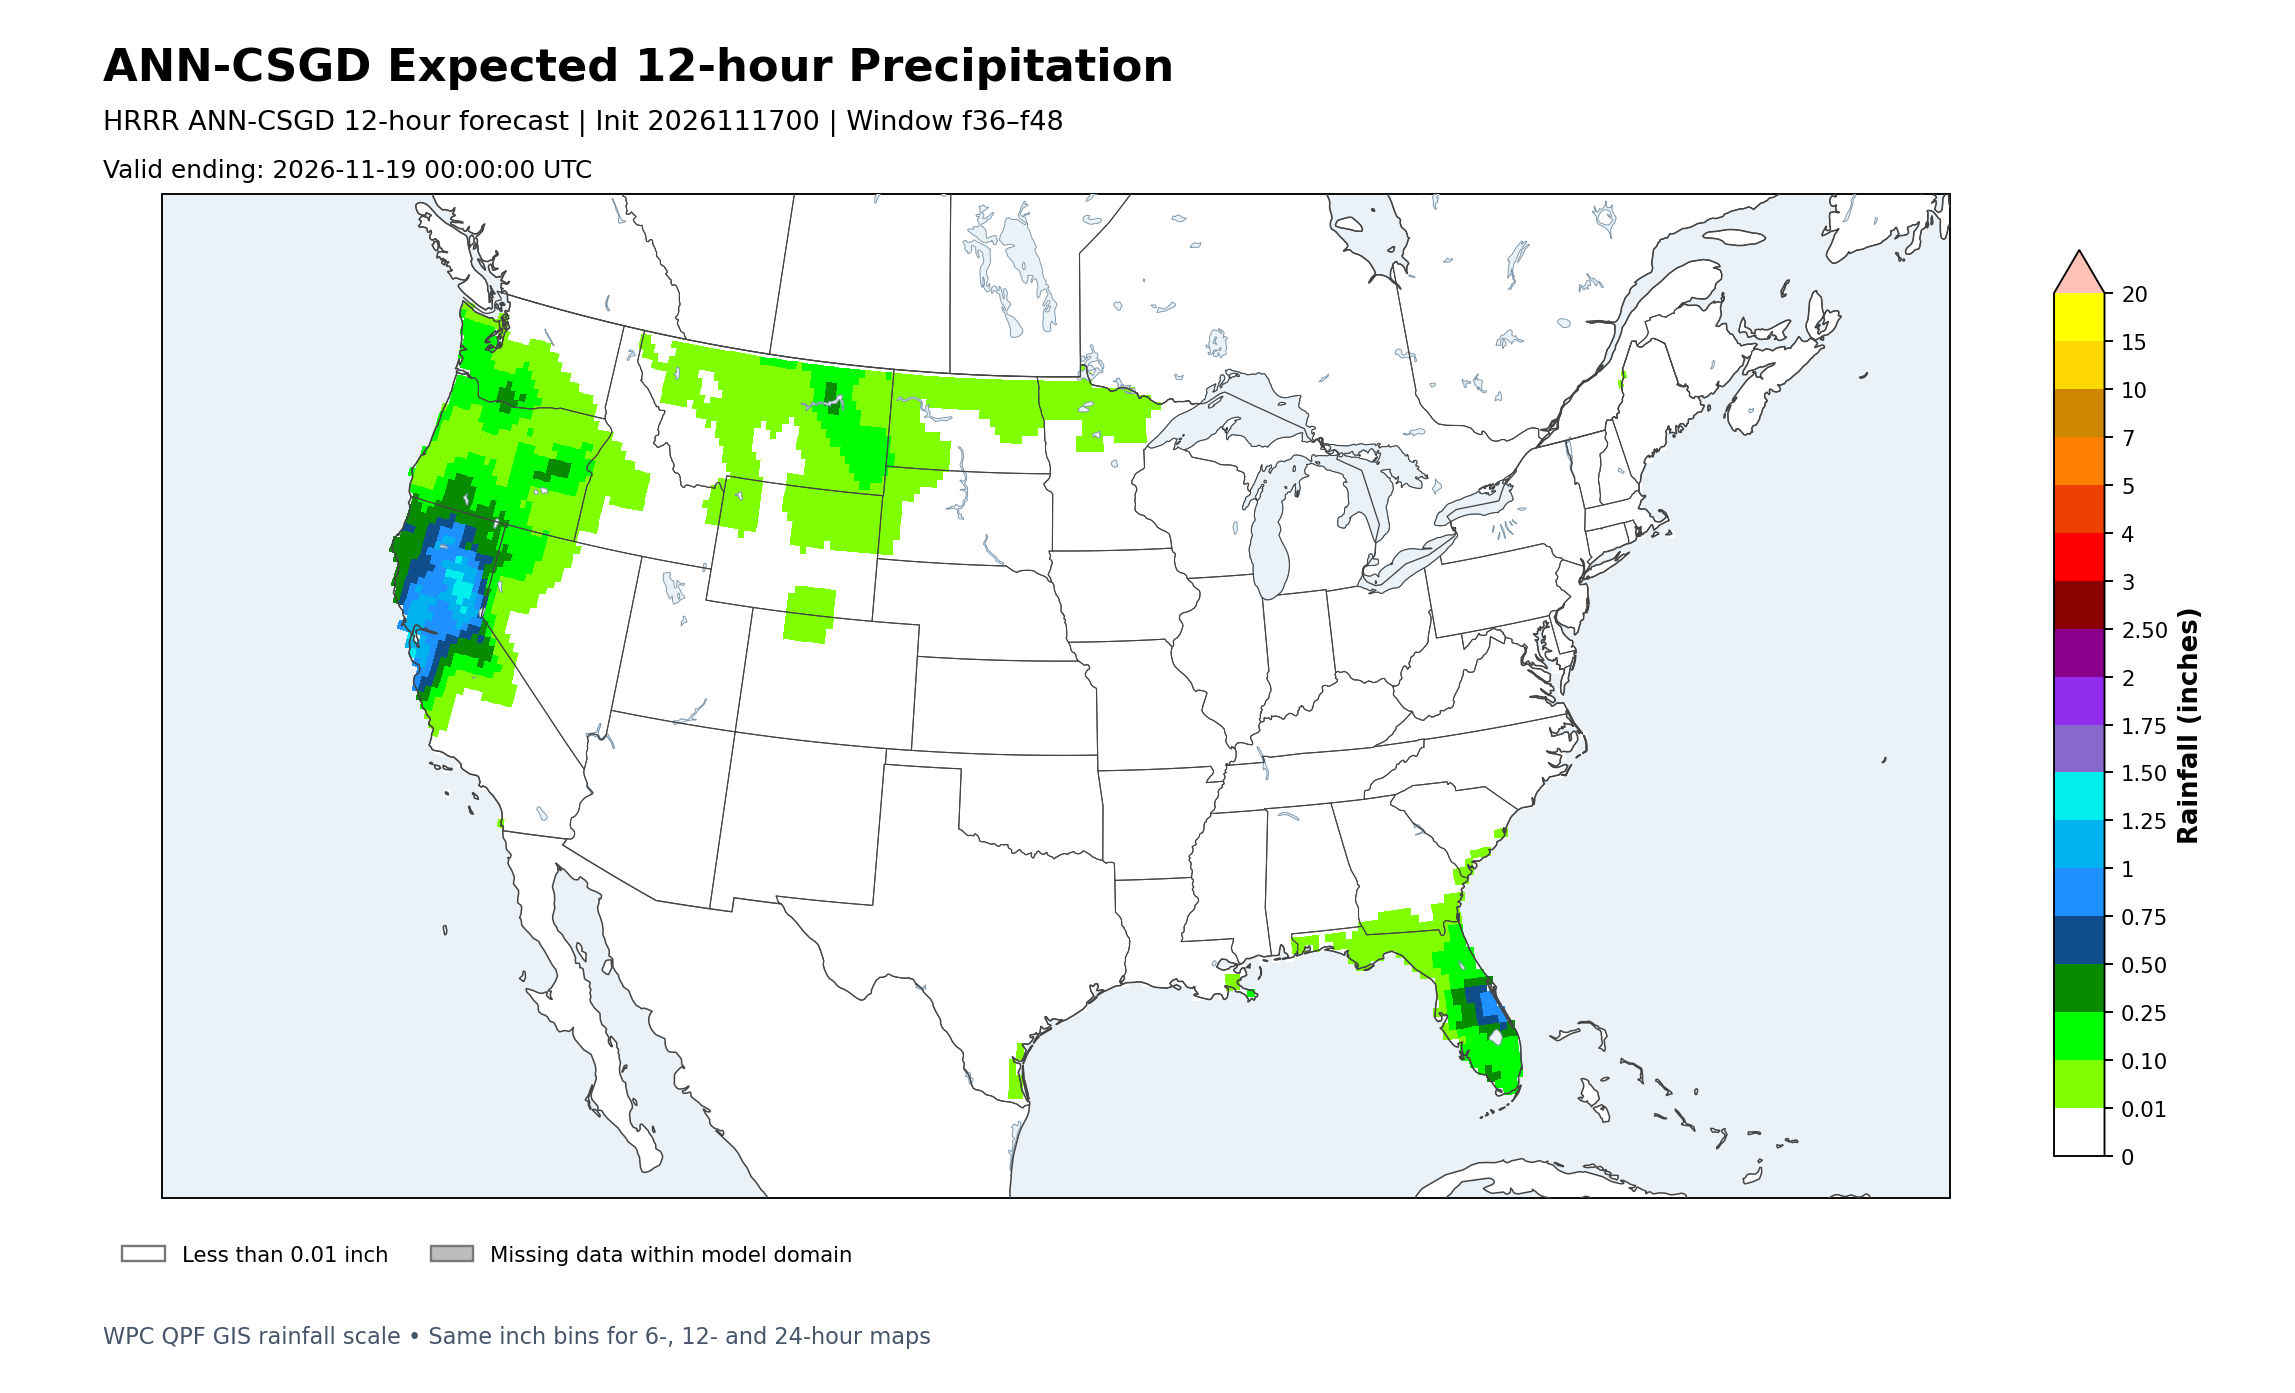 ANN-CSGD Expected 12-hour Precipitation
HRRR ANN-CSGD 12-hour forecast | Init 2026111700 | Window f36–f48
Valid ending: 2026-11-19 00:00:00 UTC
20
15
10
7
5
4
3
2.50
2
1.75
1.50
1.25
1
0.75
0.50
0.25
0.10
0.01
0
Rainfall (inches)
Less than 0.01 inch
Missing data within model domain
WPC QPF GIS rainfall scale • Same inch bins for 6-, 12- and 24-hour maps